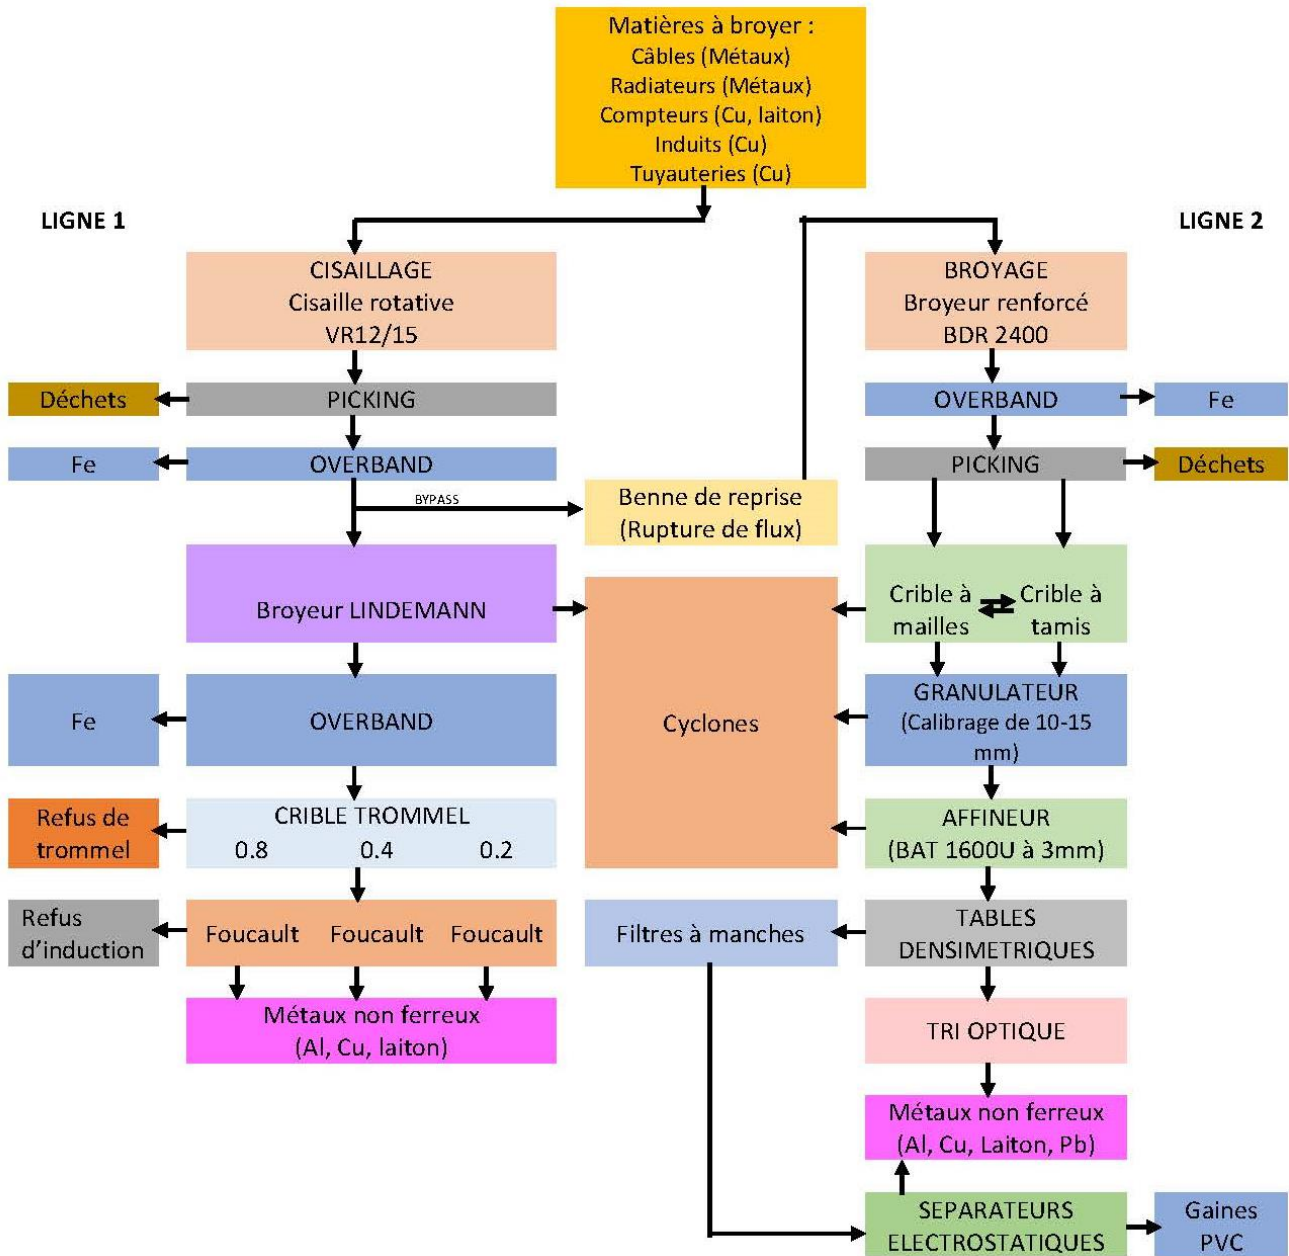 Matières à broyer :
Câbles (Métaux)
Radiateurs (Métaux)
Compteurs (Cu, laiton)
Induits (Cu)
Tuyauteries (Cu)
LIGNE 1
LIGNE 2
CISAILLAGE
Cisaille rotative
VR12/15
BROYAGE
Broyeur renforcé
BDR 2400
Déchets
PICKING
OVERBAND
Fe
Fe
OVERBAND
PICKING
Déchets
BYPASS
Benne de reprise
(Rupture de flux)
Broyeur LINDEMANN
Crible à
mailles
Crible à
tamis
Fe
OVERBAND
Cyclones
GRANULATEUR
(Calibrage de 10-15
mm)
Refus de
trommel
CRIBLE TROMMEL
0.8 0.4 0.2
AFFINEUR
(BAT 1600U à 3mm)
Refus
d'induction
Foucault Foucault Foucault
Filtres à manches
TABLES
DENSIMETRIQUES
Métaux non ferreux
(Al, Cu, laiton)
TRI OPTIQUE
Métaux non ferreux
(Al, Cu, Laiton, Pb)
SEPARATEURS
ELECTROSTATIQUES
Gaines
PVC